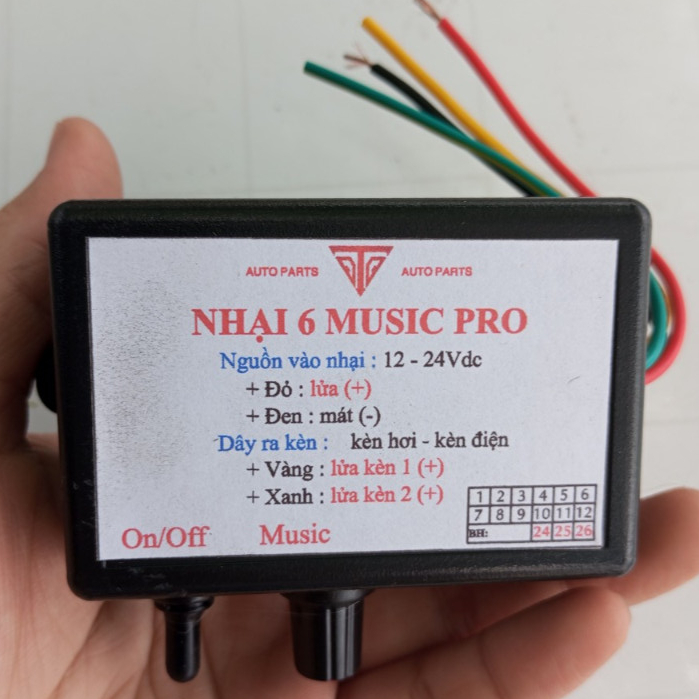 AUTO PARTS AUTO PARTS
NHẠI 6 MUSIC PRO
Nguồn vào nhại : 12 - 24Vdc
+ Đỏ : lửa (+)
+ Đen : mát (-)
Dây ra kèn : kèn hơi - kèn điện
+ Vàng : lửa kèn 1 (+)
+ Xanh : lửa kèn 2 (+)
1 2 3 4 5 6
7 8 9 10 11 12
BH: 24 25 26
On/Off Music